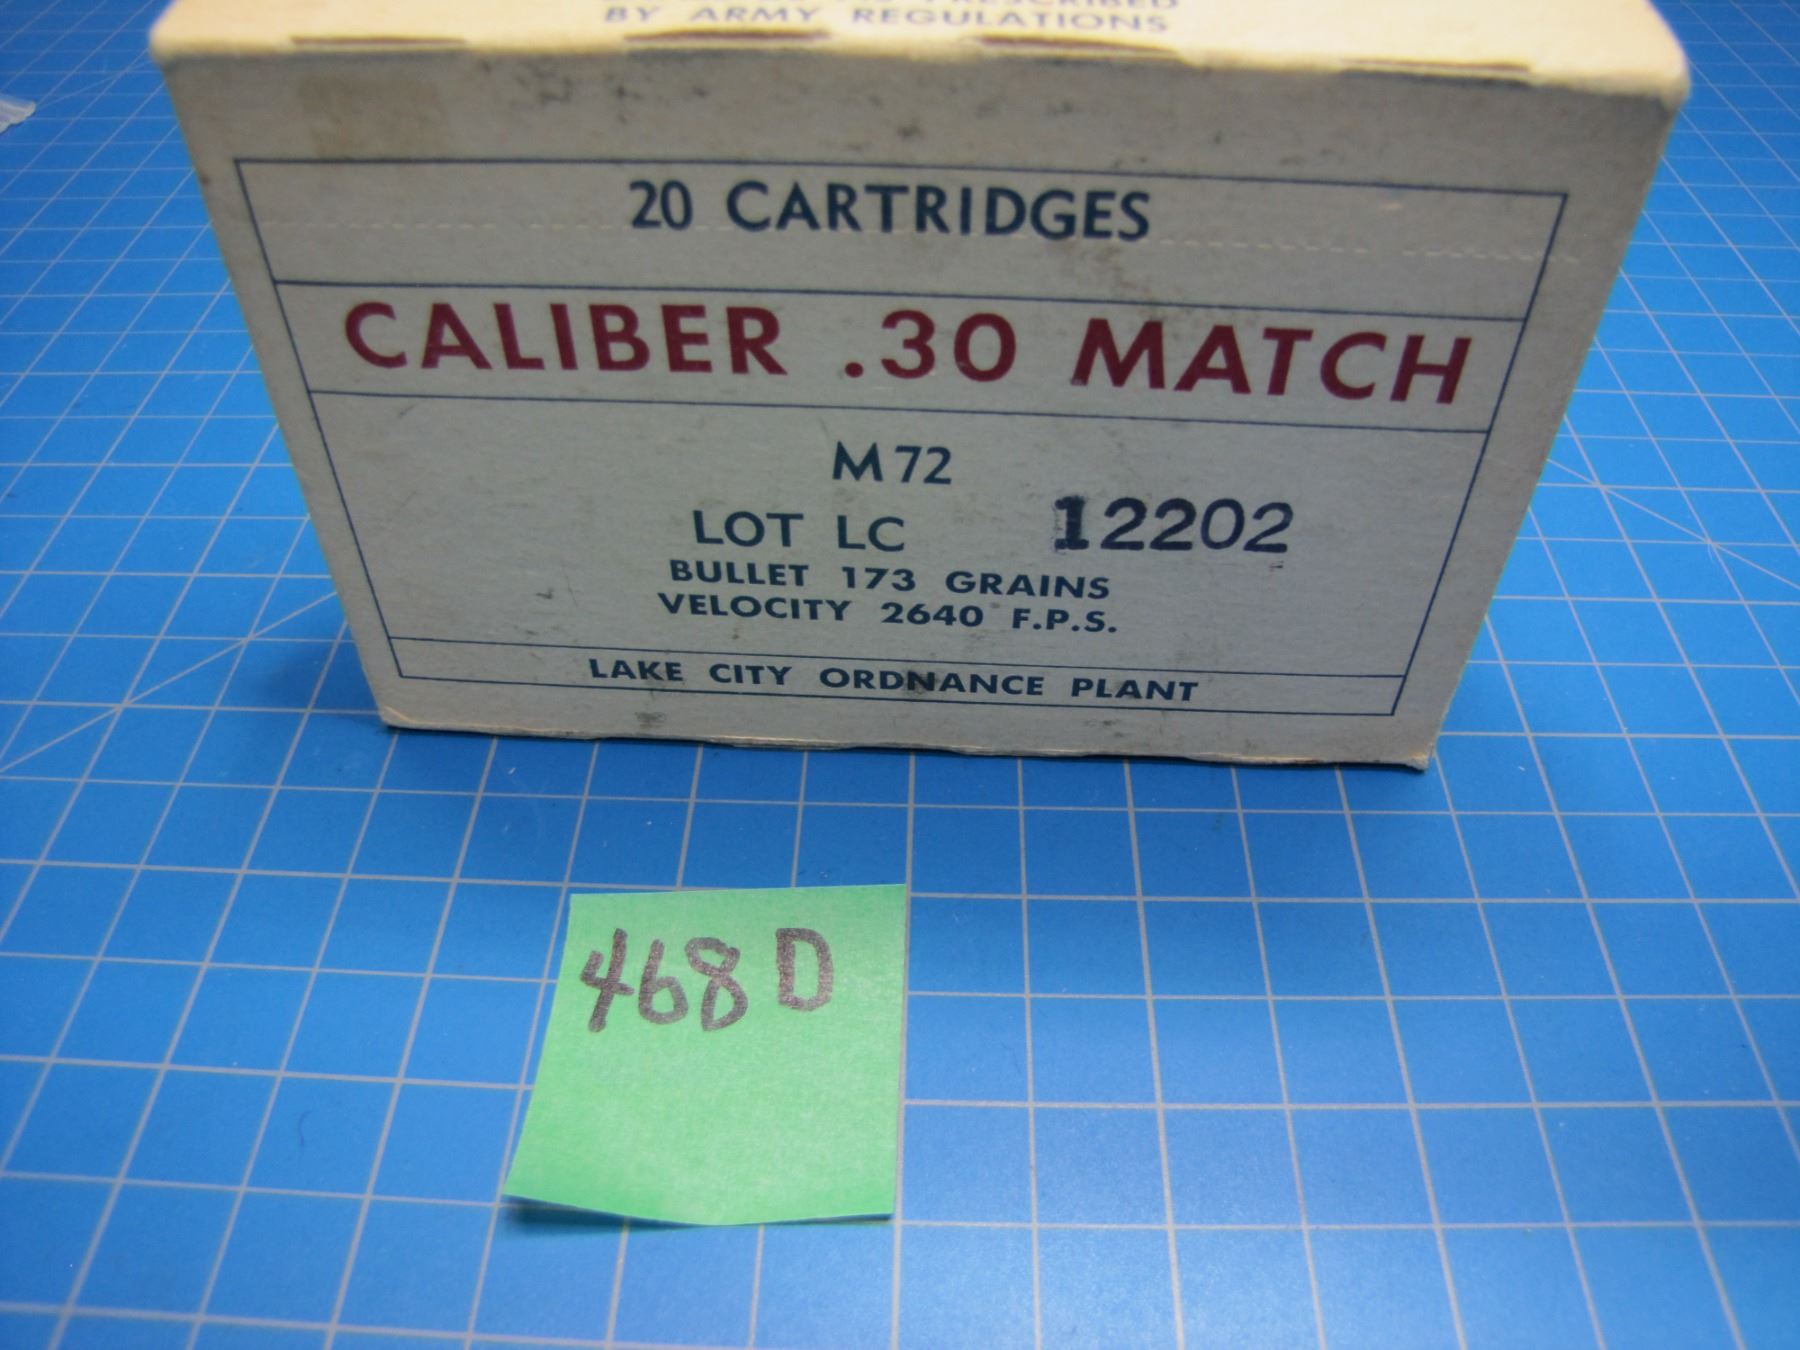 PRESCRIBED
BY ARMY REGULATIONS
20 CARTRIDGES
CALIBER .30 MATCH
M72
LOT LC 12202
BULLET 173 GRAINS
VELOCITY 2640 F.P.S.
LAKE CITY ORDNANCE PLANT
468D